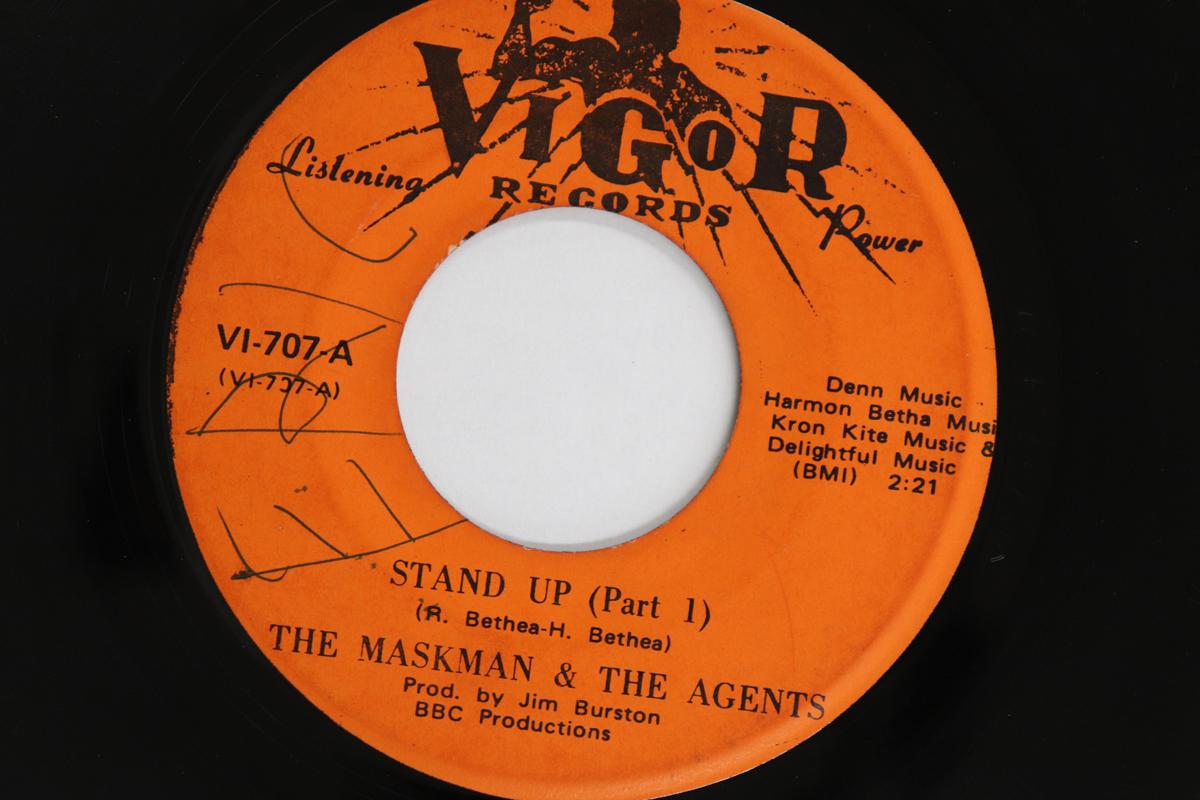 VIGOR
RECORDS
Listening Power
VI-707-A
(VI-707-A)
Denn Music
Harmon Betha Musi
Kron Kite Music &
Delightful Music
(BMI) 2:21
STAND UP (Part 1)
(R. Bethea-H. Bethea)
THE MASKMAN & THE AGENTS
Prod. by Jim Burston
BBC Productions